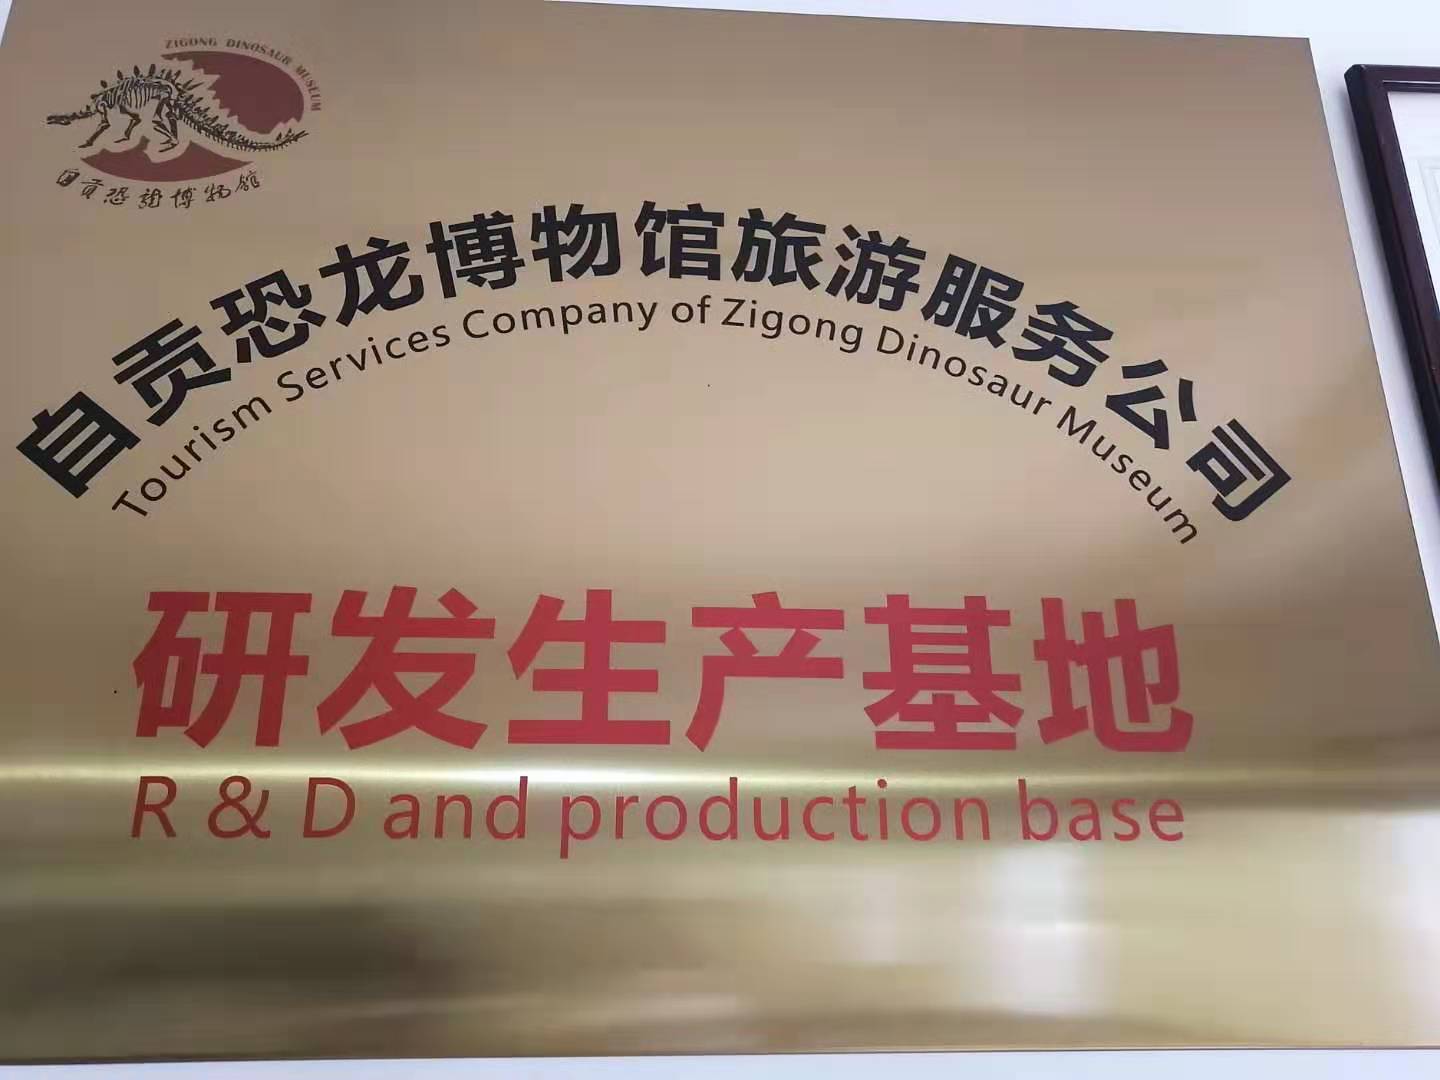 ZIGONG DINOSAUR MUSEUM
自贡恐龙博物馆
自贡恐龙博物馆旅游服务公司
Tourism Services Company of Zigong Dinosaur Museum
研发生产基地
R & D and production base